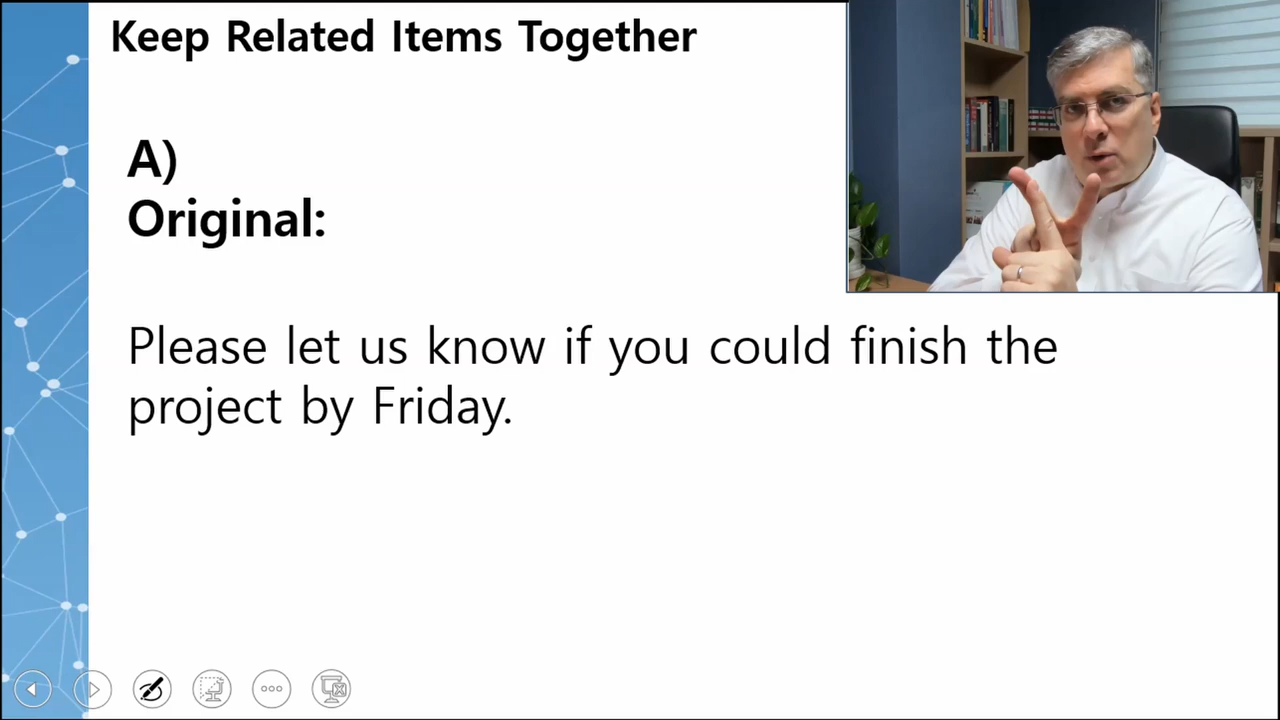 Keep Related Items Together
A)
Original:
Please let us know if you could finish the
project by Friday.